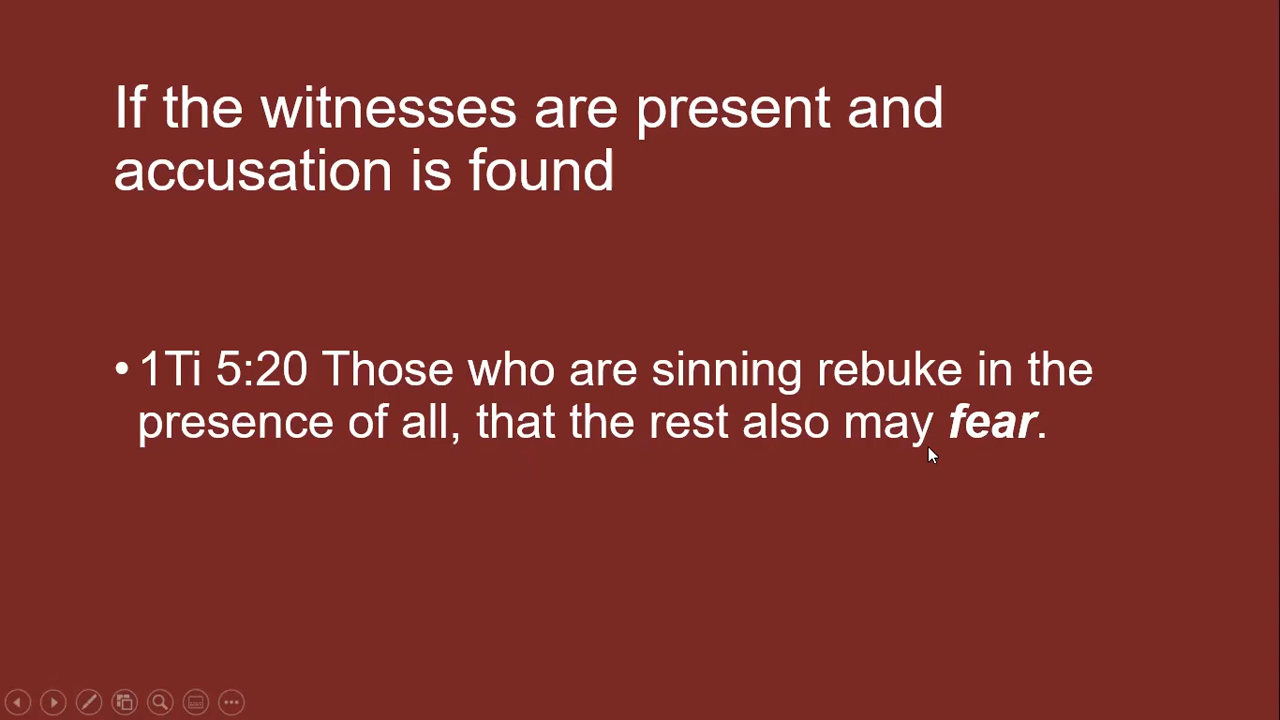 If the witnesses are present and
accusation is found
• 1Ti 5:20 Those who are sinning rebuke in the
presence of all, that the rest also may fear.